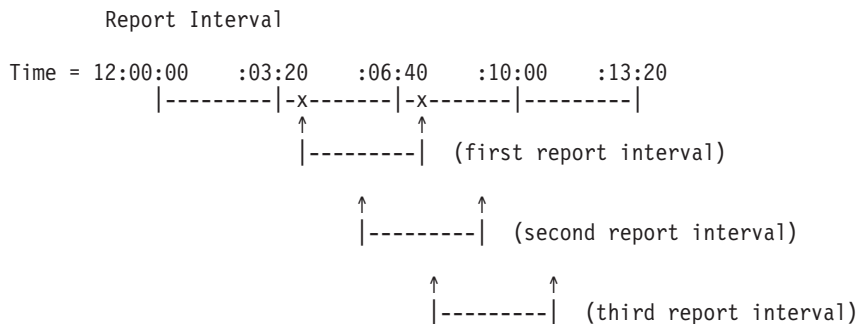 Report Interval
Time = 12:00:00 :03:20 :06:40 :10:00 :13:20
|---------|-x-------|-x-------|---------|
↑ ↑
|---------| (first report interval)
↑ ↑
|---------| (second report interval)
↑ ↑
|---------| (third report interval)